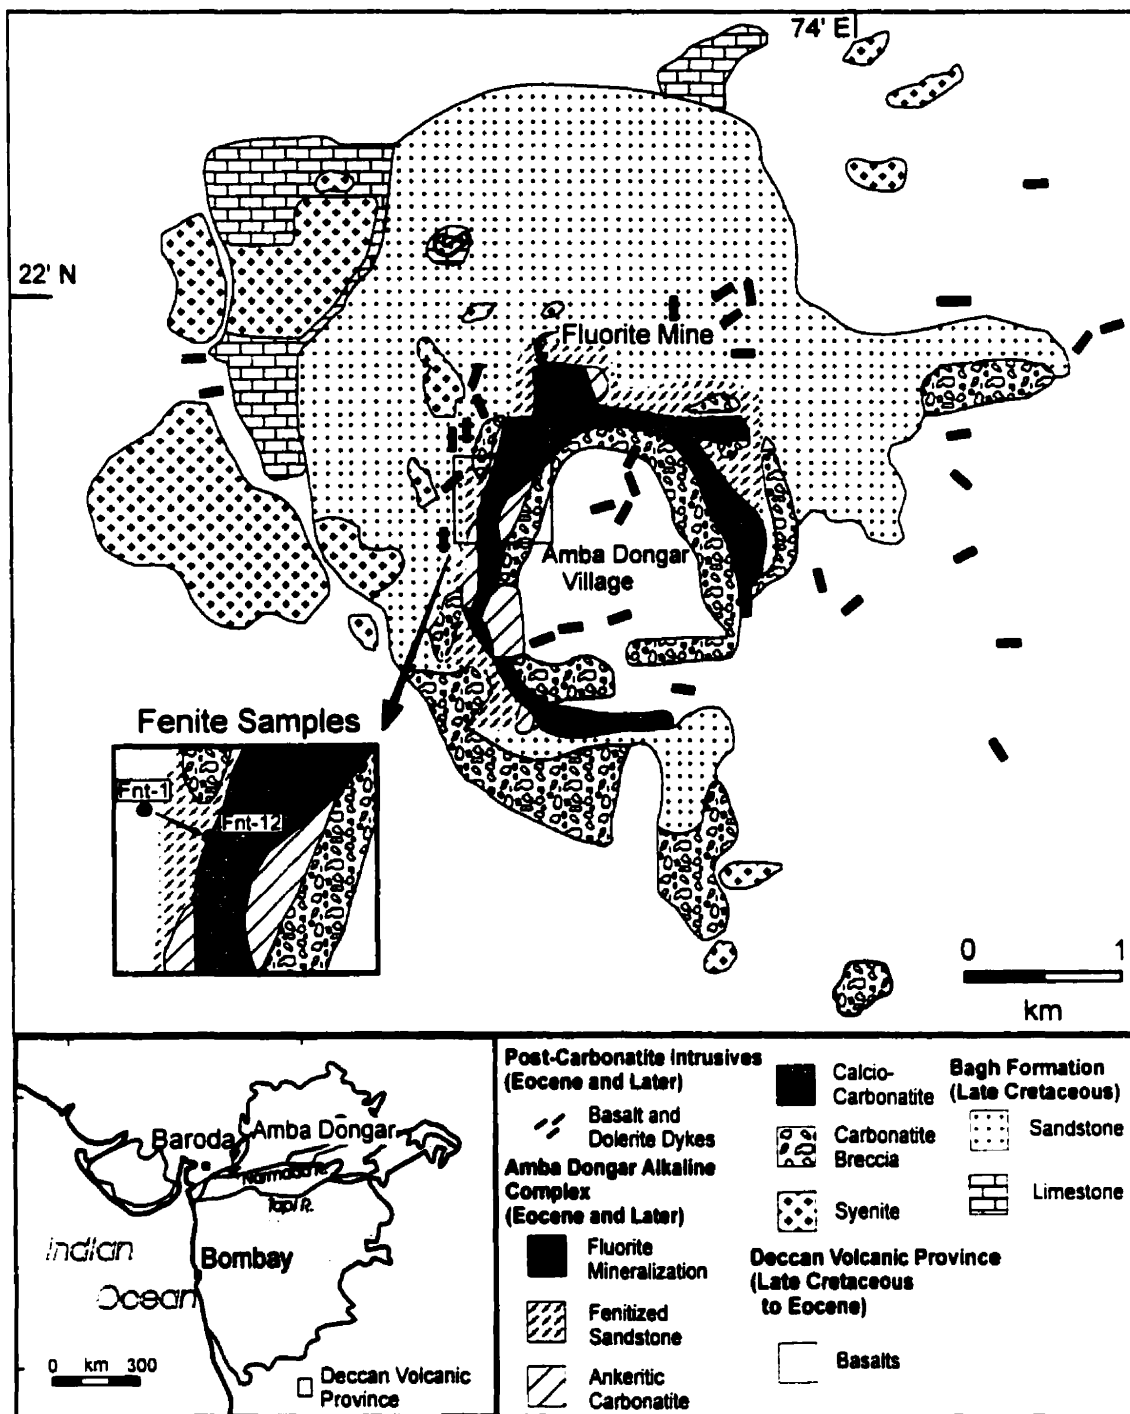 74' E
22' N
Fluorite Mine
Amba Dongar
Village
Fenite Samples
Fnt-1
Fnt-12
0 1
km
Baroda
Amba Dongar
Narmada R.
Tapi R.
Indian
Ocean
Bombay
0 km 300
Deccan Volcanic
Province
Post-Carbonatite Intrusives
(Eocene and Later)
Basalt and
Dolerite Dykes
Amba Dongar Alkaline
Complex
(Eocene and Later)
Fluorite
Mineralization
Fenitized
Sandstone
Ankeritic
Carbonatite
Calcio-
Carbonatite
Carbonatite
Breccia
Syenite
Deccan Volcanic Province
(Late Cretaceous
to Eocene)
Basalts
Bagh Formation
(Late Cretaceous)
Sandstone
Limestone